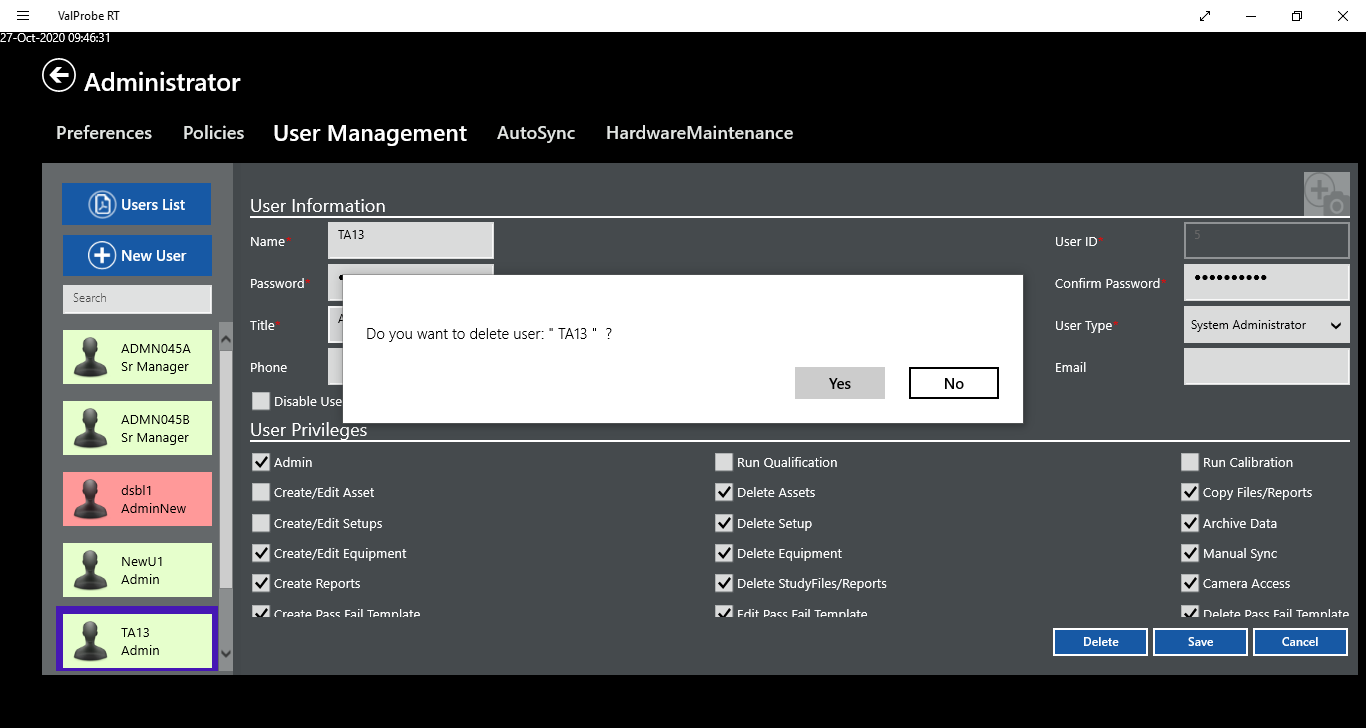 ValProbe RT
27-Oct-2020 09:46:31
Administrator
Preferences Policies User Management AutoSync HardwareMaintenance
Users List
New User
Search
ADMN045A
Sr Manager
ADMN045B
Sr Manager
dsbl1
AdminNew
NewU1
Admin
TA13
Admin
User Information
Name* TA13 User ID* 5
Password* Confirm Password* ••••••••••
Title* A User Type* System Administrator
Phone Email
Disable Use
Do you want to delete user: " TA13 " ?
Yes No
User Privileges
Admin Run Qualification Run Calibration
Create/Edit Asset Delete Assets Copy Files/Reports
Create/Edit Setups Delete Setup Archive Data
Create/Edit Equipment Delete Equipment Manual Sync
Create Reports Delete StudyFiles/Reports Camera Access
Create Pass Fail Template Edit Pass Fail Template Delete Pass Fail Template
Delete Save Cancel